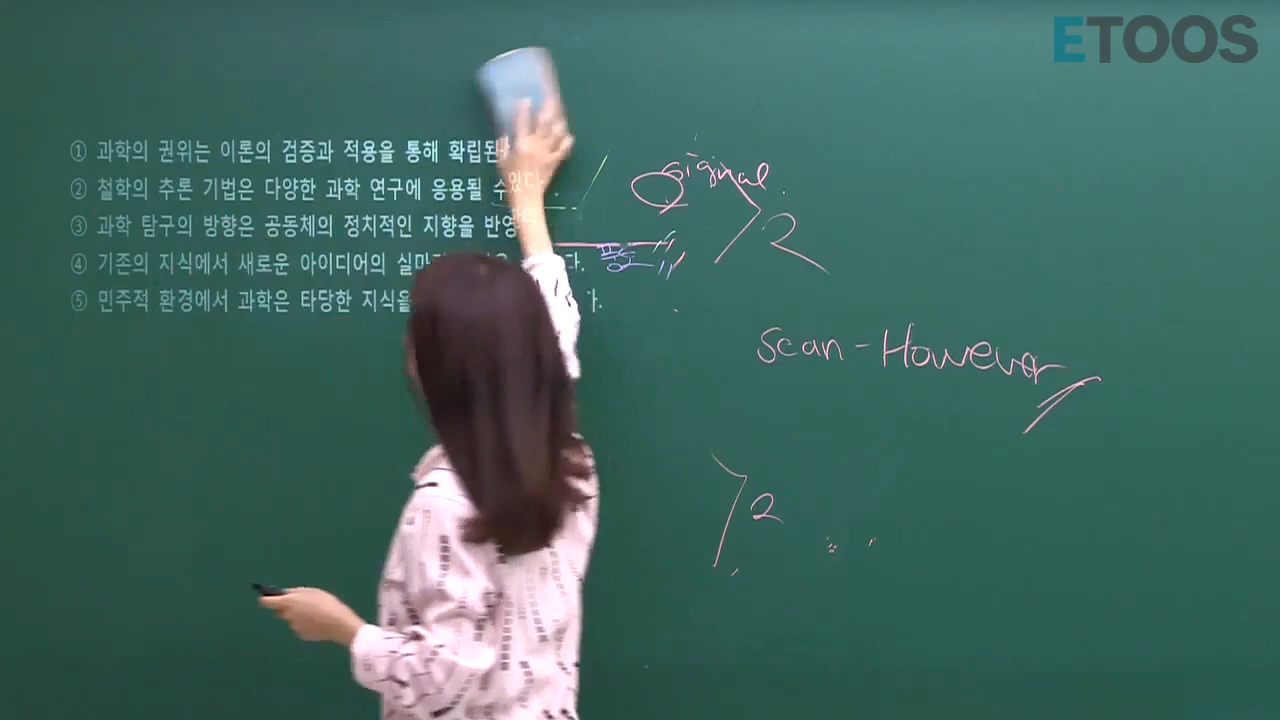 ETOOS
① 과학의 권위는 이론의 검증과 적용을 통해 확립된
② 철학의 추론 기법은 다양한 과학 연구에 응용될 수 있다.
③ 과학 탐구의 방향은 공동체의 정치적인 지향을 반영
④ 기존의 지식에서 새로운 아이디어의 다.
⑤ 민주적 환경에서 과학은 타당한 지식을 다.
Original
2
Scan - However
2